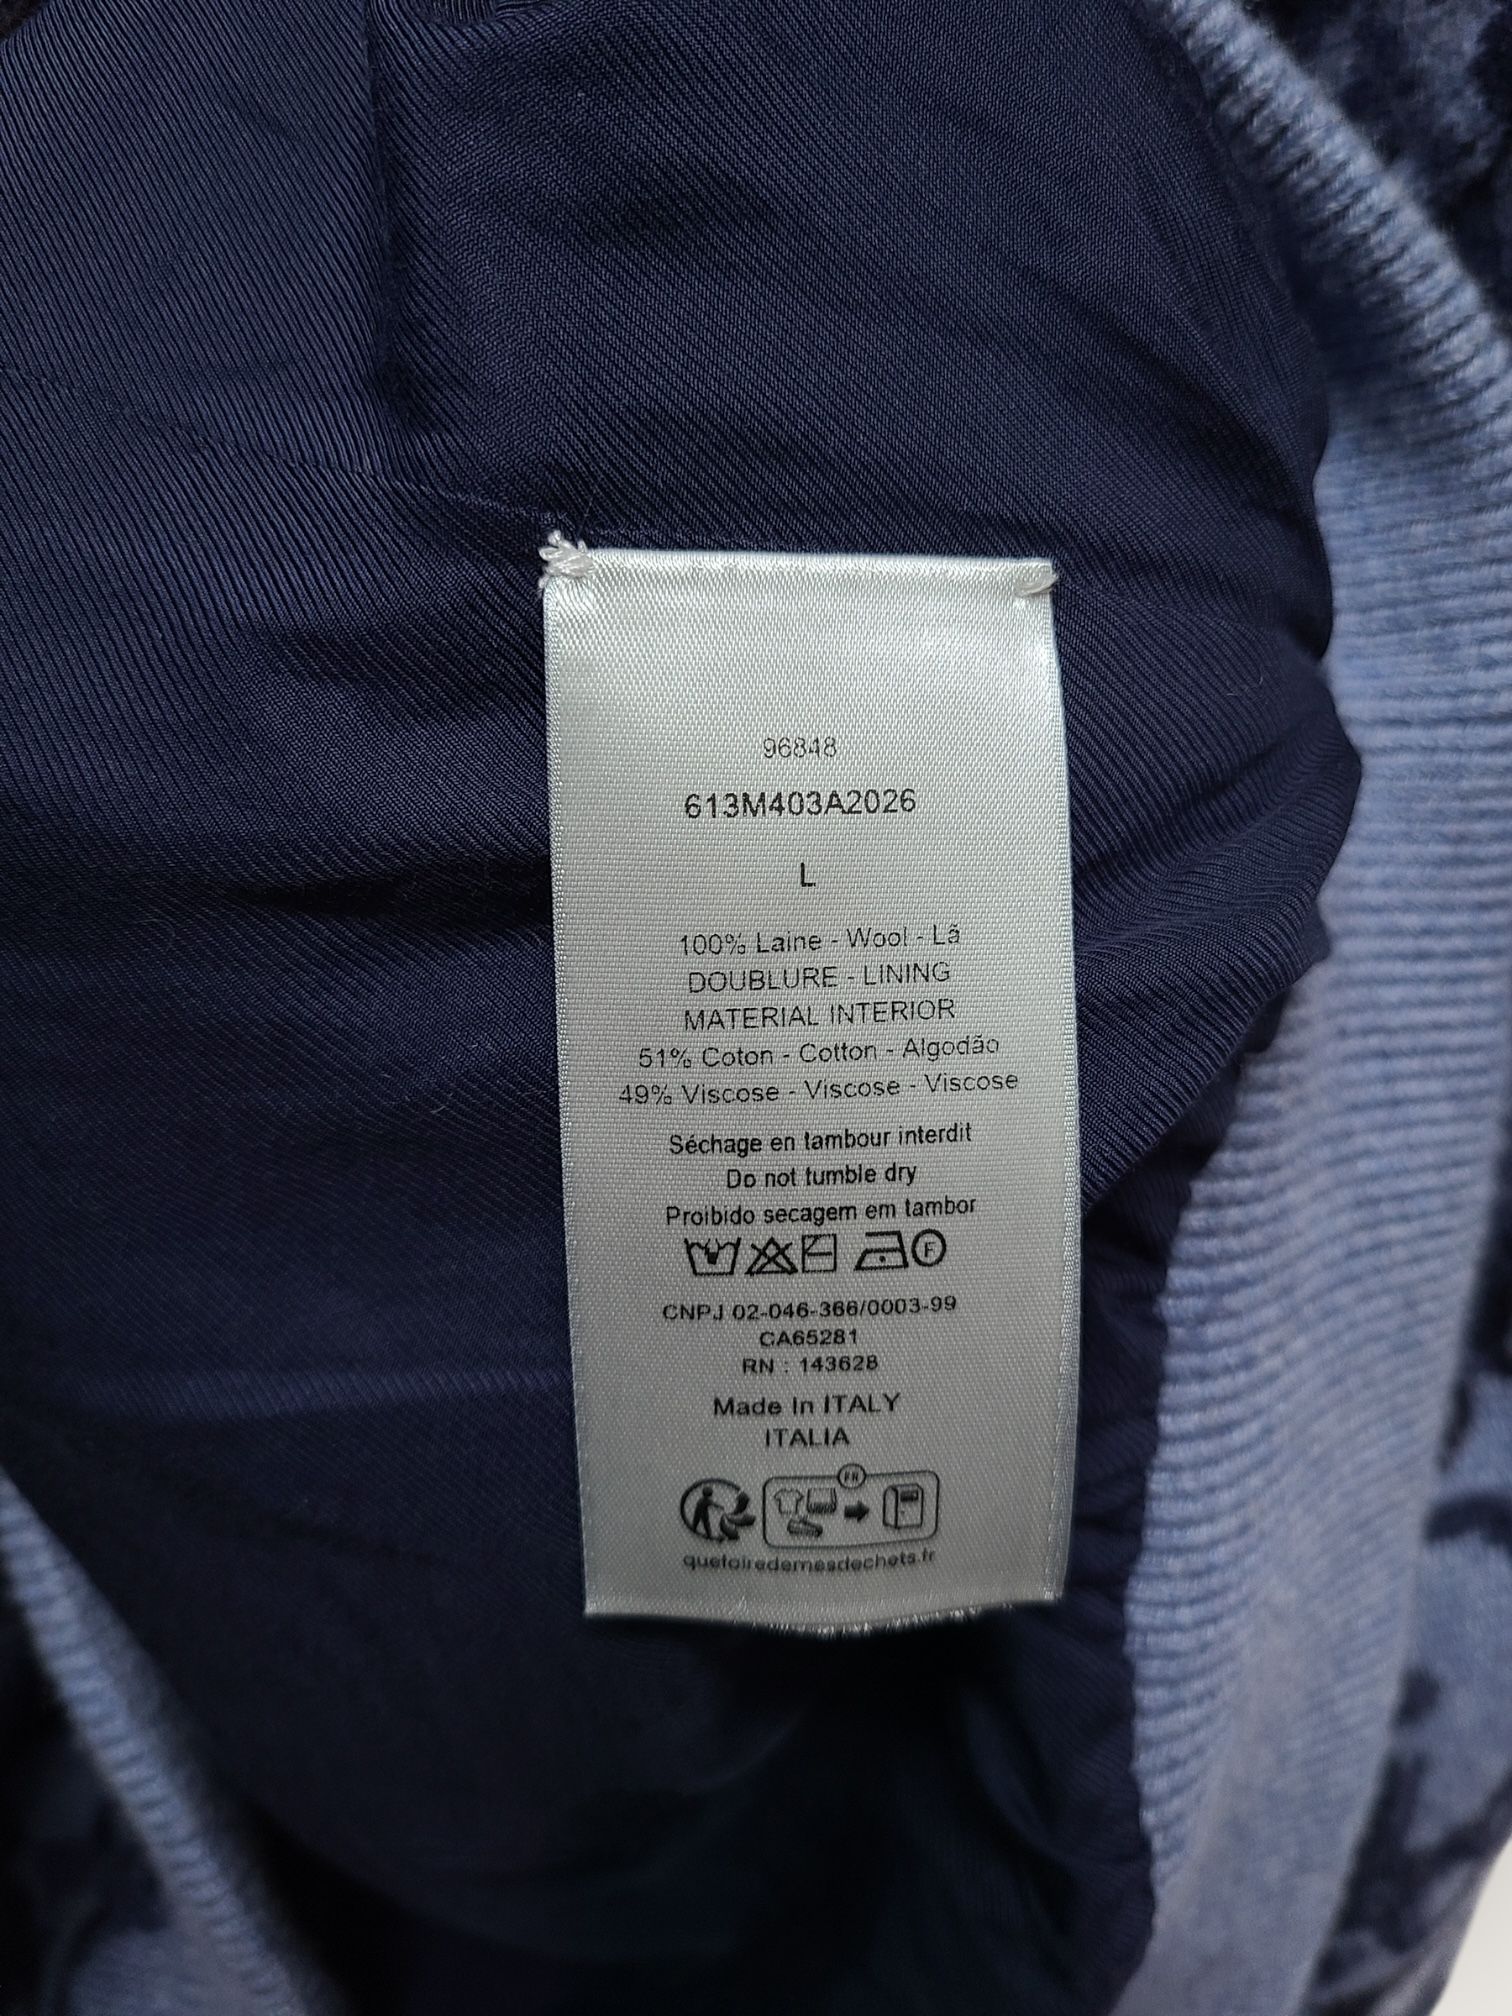 96848
613M403A2026
L
100% Laine - Wool - Lã
DOUBLURE - LINING
MATERIAL INTERIOR
51% Coton - Cotton - Algodão
49% Viscose - Viscose - Viscose
Séchage en tambour interdit
Do not tumble dry
Proibido secagem em tambor
F
CNPJ 02-046-366/0003-99
CA65281
RN : 143628
Made In ITALY
ITALIA
FR
quefairedemesdechets.fr